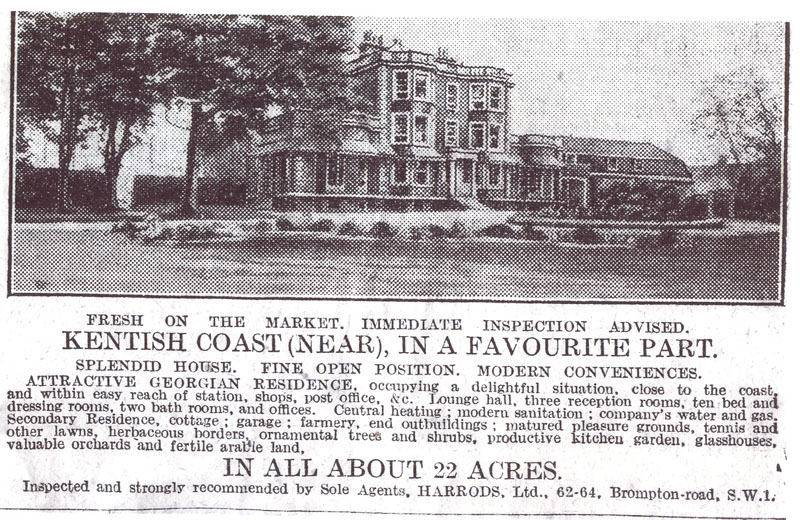 FRESH ON THE MARKET. IMMEDIATE INSPECTION ADVISED.
KENTISH COAST (NEAR), IN A FAVOURITE PART.
SPLENDID HOUSE. FINE OPEN POSITION. MODERN CONVENIENCES.
ATTRACTIVE GEORGIAN RESIDENCE, occupying a delightful situation, close to the coast,
and within easy reach of station, shops, post office, &c. Lounge hall, three reception rooms, ten bed and
dressing rooms, two bath rooms, and offices. Central heating; modern sanitation; company's water and gas.
Secondary Residence, cottage; garage; farmery, end outbuildings; matured pleasure grounds, tennis and
other lawns, herbaceous borders, ornamental trees and shrubs, productive kitchen garden, glasshouses,
valuable orchards and fertile arable land.
IN ALL ABOUT 22 ACRES.
Inspected and strongly recommended by Sole Agents, HARRODS, Ltd., 62-64, Brompton-road, S.W.1.